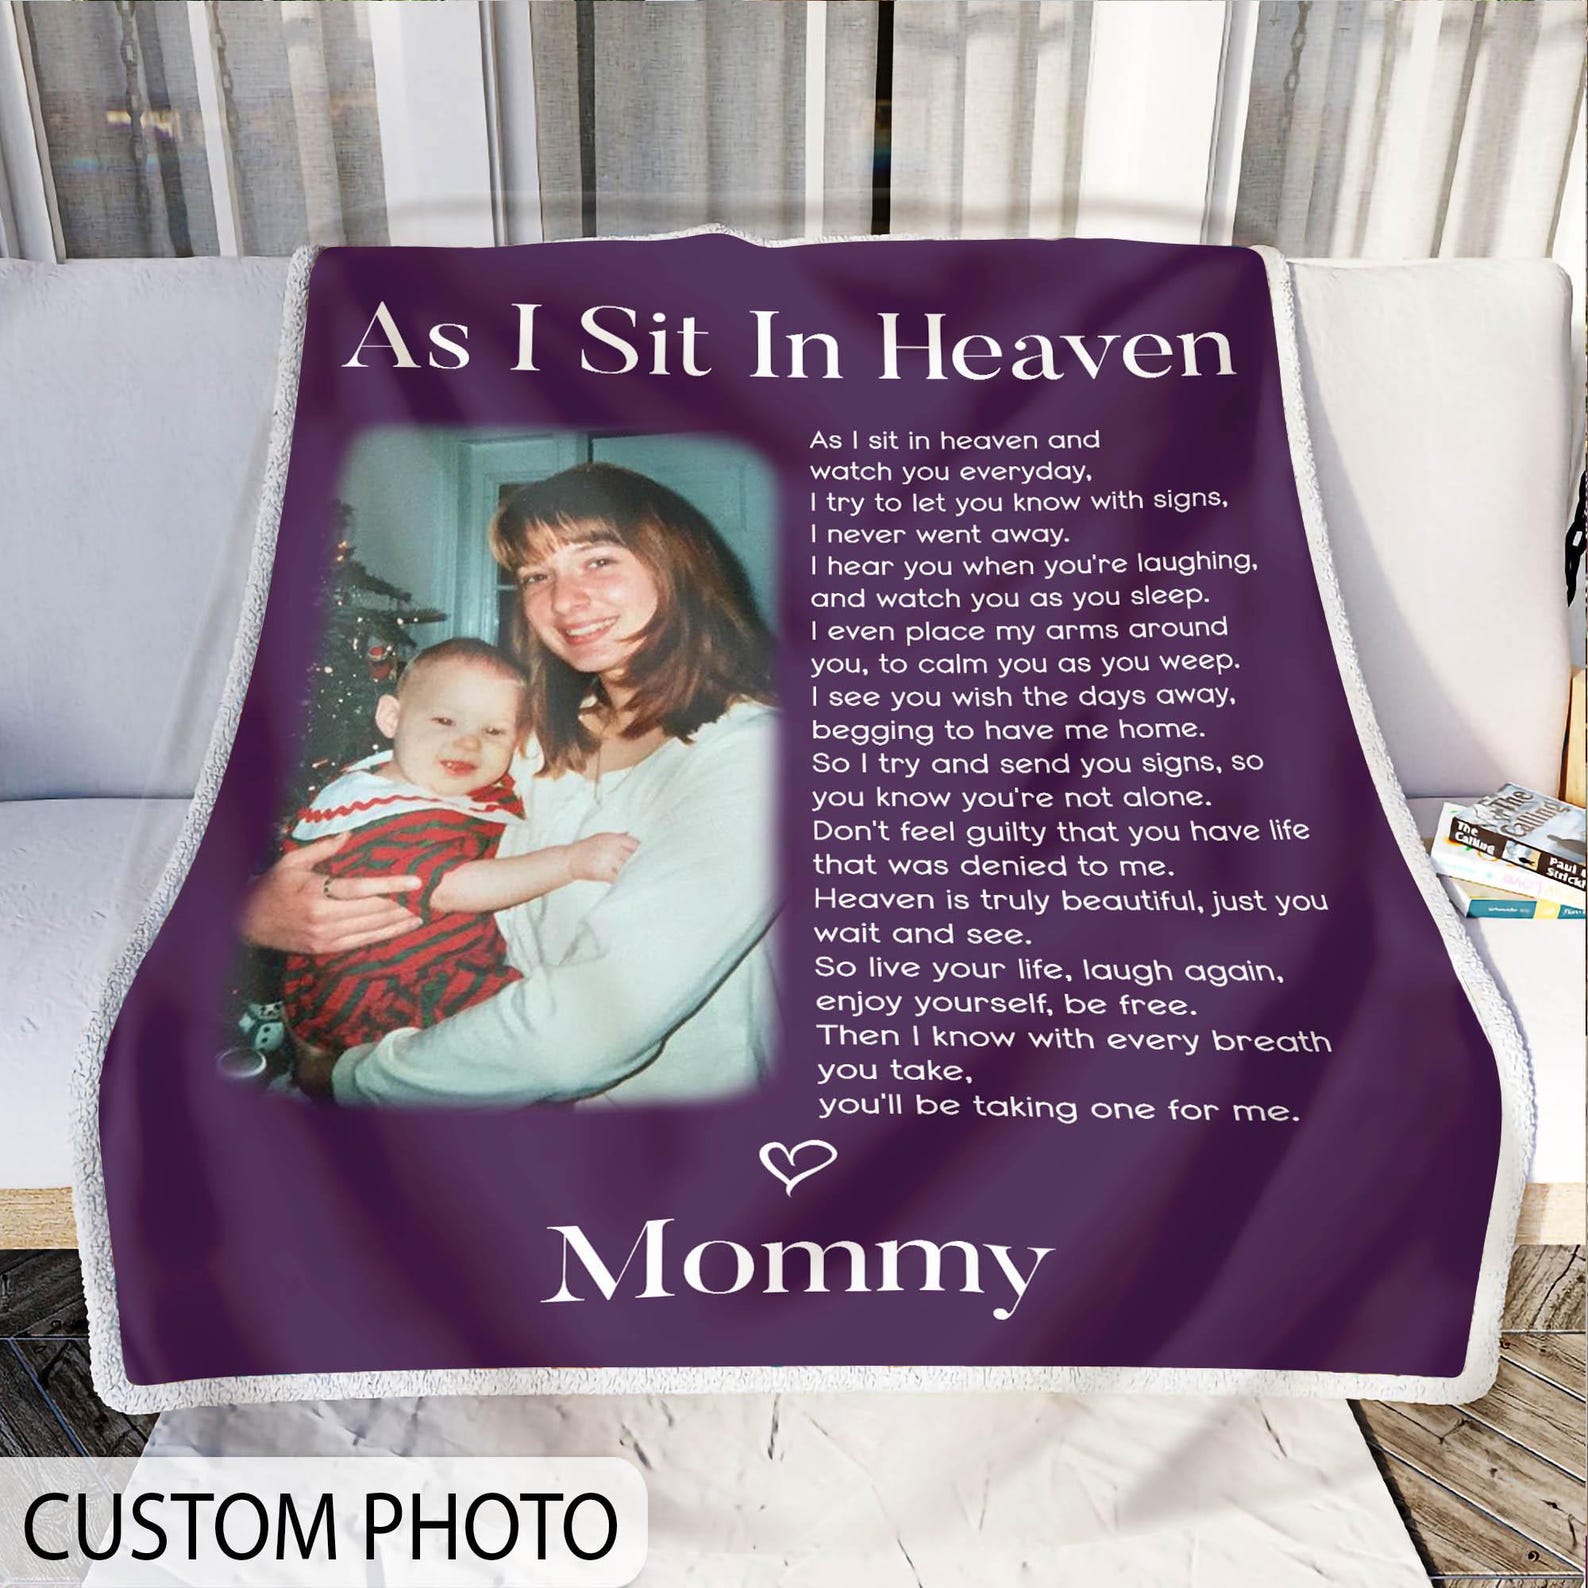 As I Sit In Heaven
As I sit in heaven and
watch you everyday,
I try to let you know with signs,
I never went away.
I hear you when you're laughing,
and watch you as you sleep.
I even place my arms around
you, to calm you as you weep.
I see you wish the days away,
begging to have me home.
So I try and send you signs, so
you know you're not alone.
Don't feel guilty that you have life
that was denied to me.
Heaven is truly beautiful, just you
wait and see.
So live your life, laugh again,
enjoy yourself, be free.
Then I know with every breath
you take,
you'll be taking one for me.
Mommy
The
Calling
The
Calling
Paul
CUSTOM PHOTO